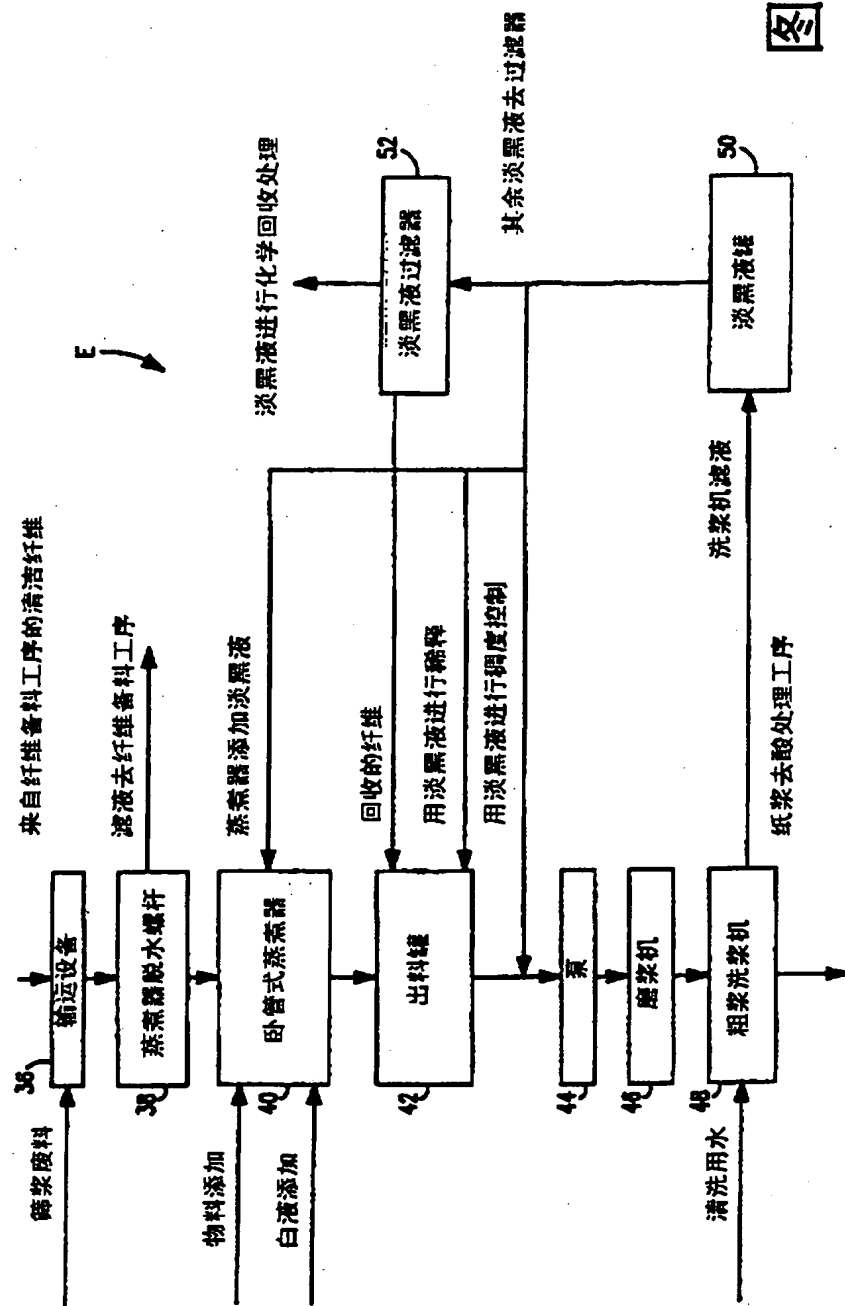 来自纤维备料工序的清洁纤维
滤液去纤维备料工序
蒸煮器添加淡黑液
回收的纤维
用淡黑液进行稀释
用淡黑液进行稠度控制
洗浆机滤液
纸浆去酸处理工序
淡黑液进行化学回收处理
其余淡黑液去过滤器
E
36
输运设备
筛浆废料
38
蒸煮器脱水螺杆
40
卧管式蒸煮器
物料添加
白液添加
42
出料罐
44
泵
46
磨浆机
48
粗浆洗浆机
清洗用水
50
淡黑液罐
52
淡黑液过滤器
图